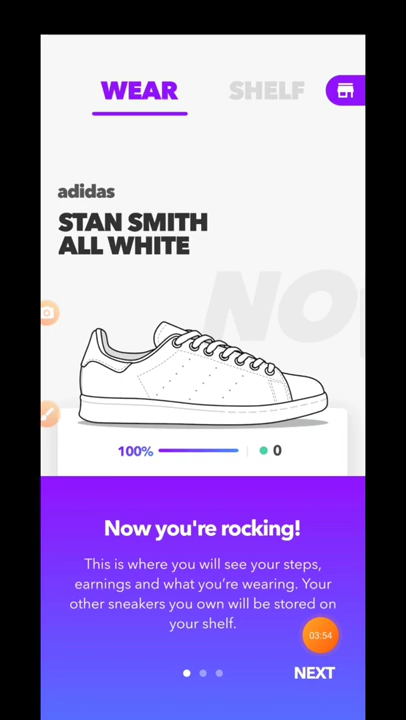 WEAR SHELF
adidas
STAN SMITH
ALL WHITE
NO
100% 0
Now you're rocking!
This is where you will see your steps,
earnings and what you're wearing. Your
other sneakers you own will be stored on
your shelf.
03:54
NEXT